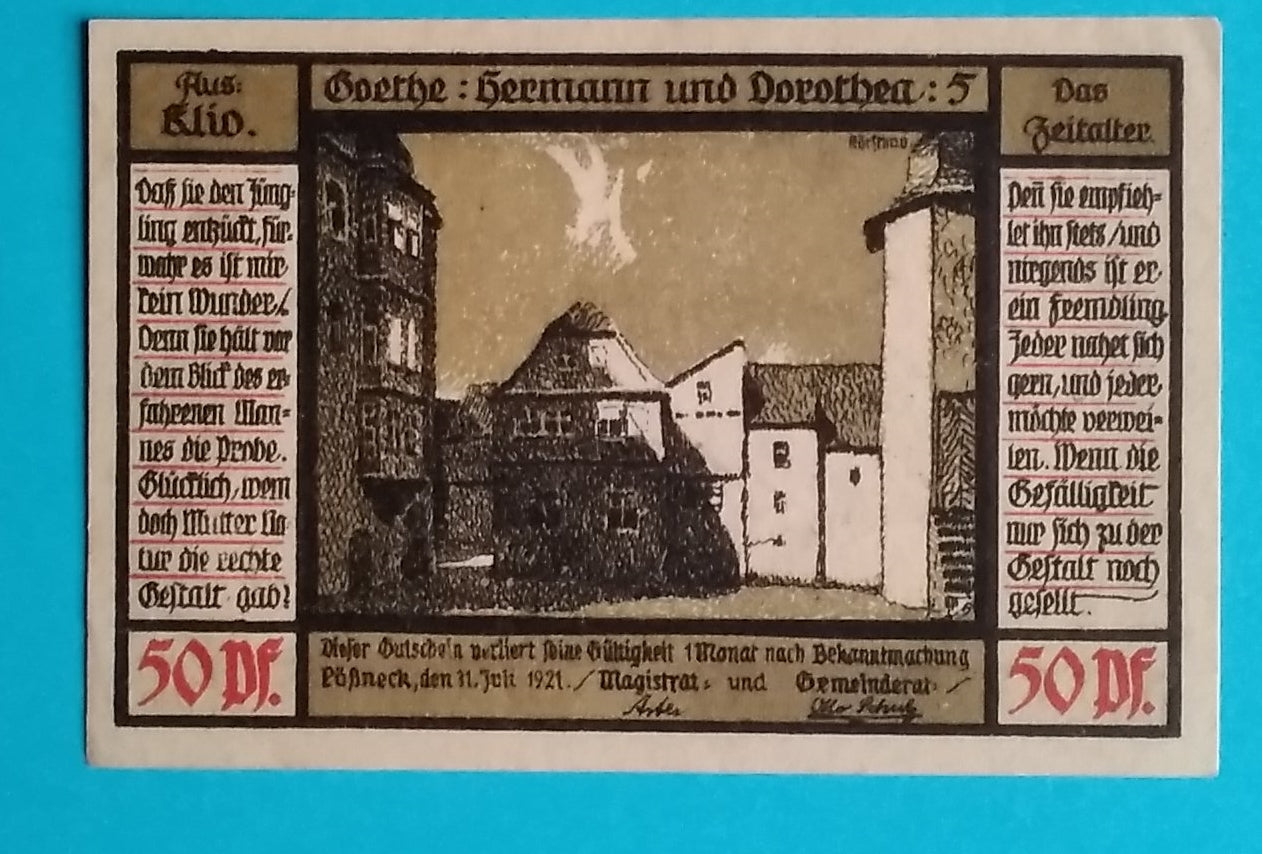 Aus:
Klio.
Goethe : Hermann und Dorothea : 5
Das
Zeitalter.
Daß sie den Jüng-
ling entzückt, für-
wahr es ist mir
kein Wunder/
Denn sie hält vor
dem Blick des er-
fahrenen Man=
nes die Probe.
Glücklich, wem
doch Mutter Na-
tur die rechte
Gestalt gab!
Deñ sie empfieh=
let ihn stets/und
nirgends ist er
ein Fremdling.
Jeder nahet sich
gern, und jeder
möchte verwei=
len. Wenn die
Gefälligkeit
nur sich zu der
Gestalt noch
gesellt.
50 Pf.
Dieser Gutschein verliert seine Gültigkeit 1 Monat nach Bekanntmachung
Pößneck, den 11. Juli 1921. / Magistrat= und Gemeinderat= /
Otto Schulz
50 Pf.